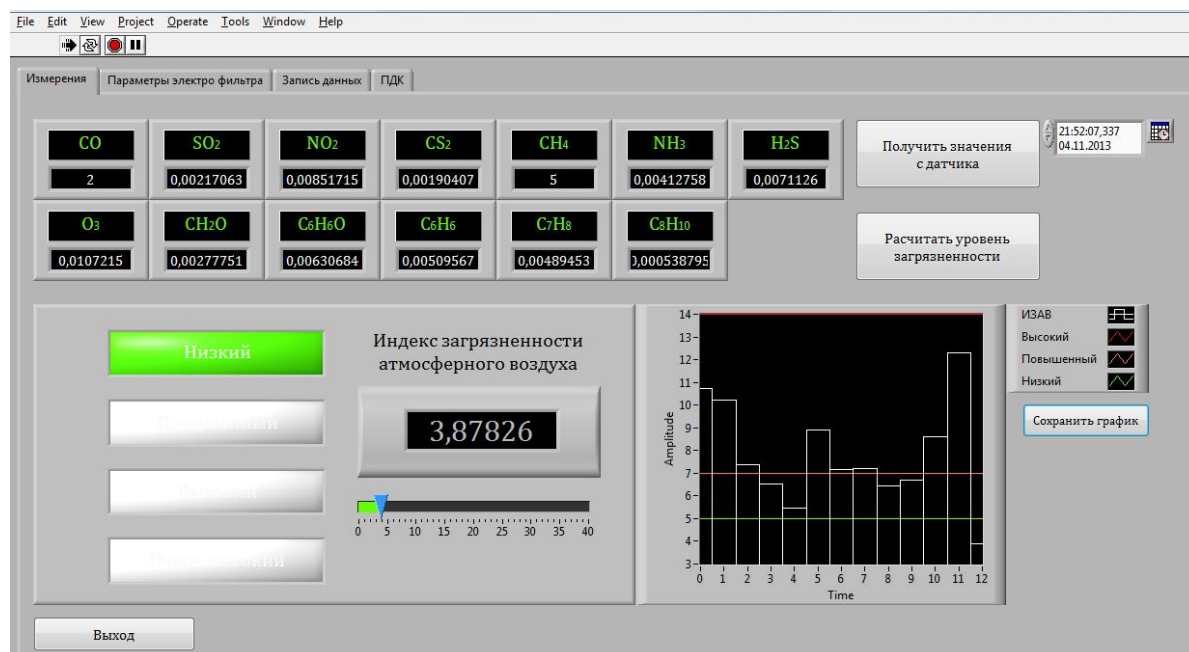 File Edit View Project Operate Tools Window Help
Измерения Параметры электро фильтра Запись данных ПДК
CO SO2 NO2 CS2 CH4 NH3 H2S
2 0,00217063 0,00851715 0,00190407 5 0,00412758 0,0071126
Получить значения
с датчика
21:52:07,337
04.11.2013
O3 CH2O C6H6O C6H6 C7H8 C8H10
0,0107215 0,00277751 0,00630684 0,00509567 0,00489453 0,000538795
Расчитать уровень
загрязненности
Низкий
Повышенный
Высокий
Очень высокий
Индекс загрязненности
атмосферного воздуха
3,87826
0 5 10 15 20 25 30 35 40
14
13
12
11
10
9
8
7
6
5
4
3
Amplitude
0 1 2 3 4 5 6 7 8 9 10 11 12
Time
ИЗАВ
Высокий
Повышенный
Низкий
Сохранить график
Выход